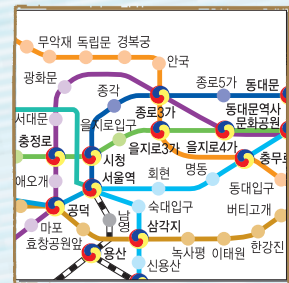 무악재 독립문 경복궁
안국
광화문
종로5가 동대문
종각
종로3가
동대문역사
문화공원
서대문
을지로입구
충정로
을지로3가 을지로4가
시청
충무로
서울역
애오개
회현
명동
동대입구
숙대입구
버티고개
공덕
남영
삼각지
마포
효창공원앞
한강진
녹사평 이태원
용산
신용산